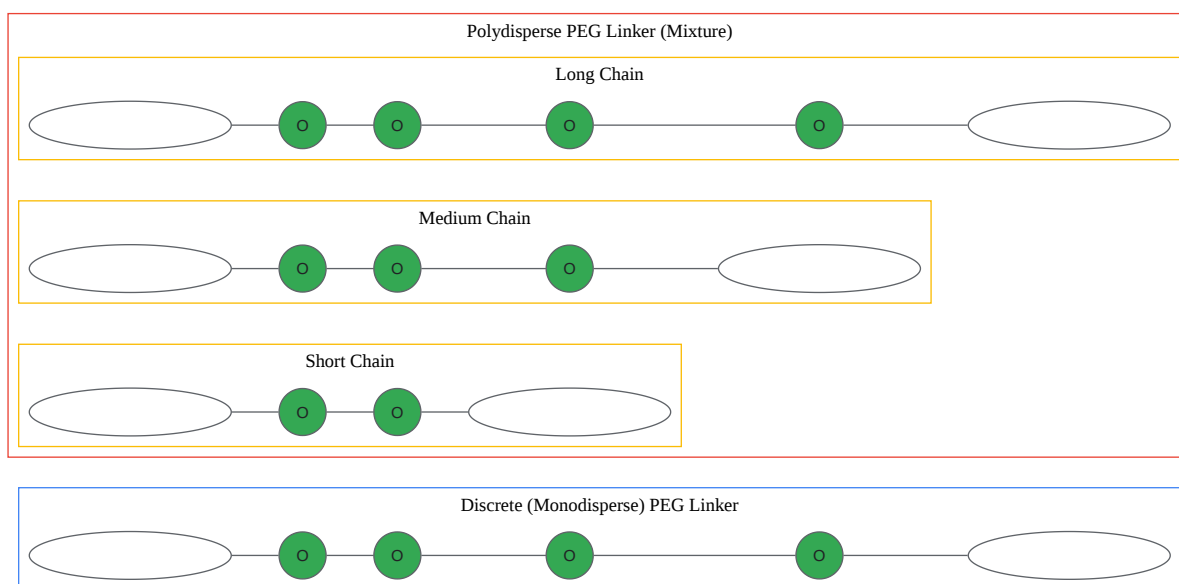 Polydisperse PEG Linker (Mixture)
Long Chain
O O O O
Medium Chain
O O O
Short Chain
O O
Discrete (Monodisperse) PEG Linker
O O O O